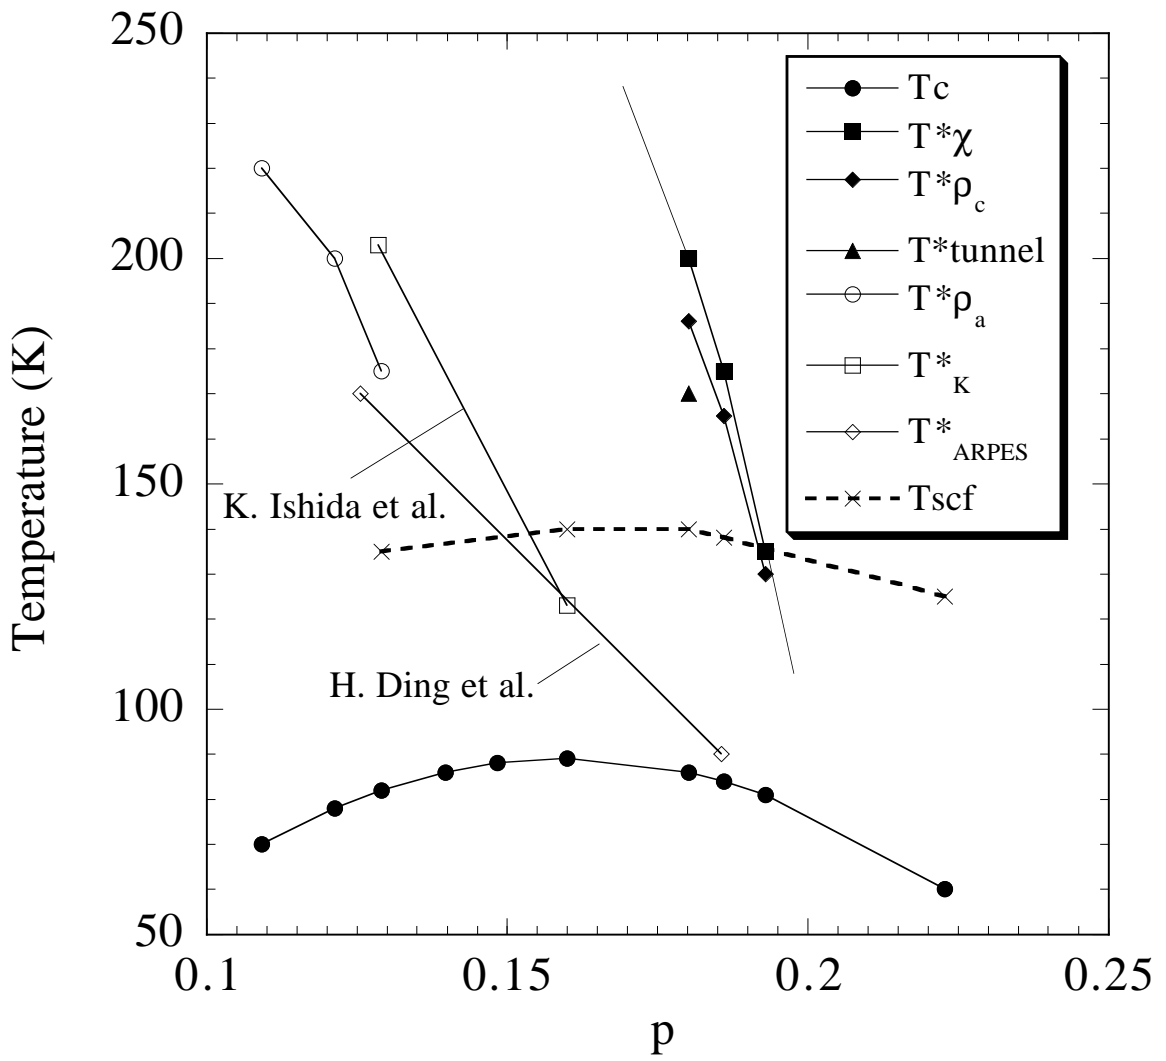 250
200
150
100
50
0.1
0.15
0.2
0.25
Temperature (K)
p
Tc
T*χ
T*ρc
T*tunnel
T*ρa
T*K
T*ARPES
Tscf
K. Ishida et al.
H. Ding et al.